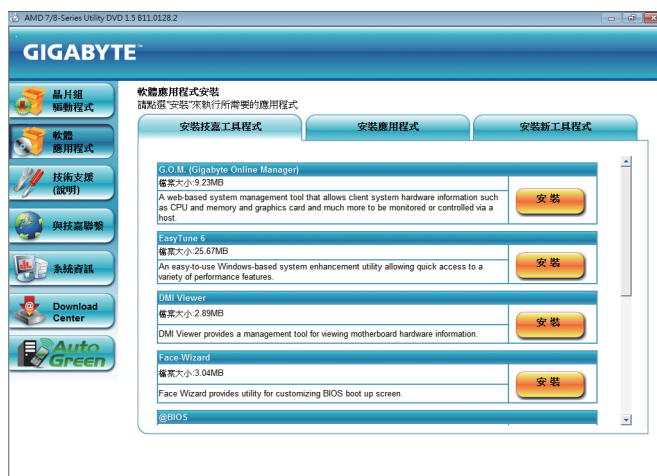 AMD 7/8-Series Utility DVD 1.5 B11.0128.2
GIGABYTE™
晶片組
驅動程式
軟體
應用程式
技術支援
(說明)
與技嘉聯繫
系統資訊
Download
Center
Auto
Green
軟體應用程式安裝
請點選"安裝"來執行所需要的應用程式
安裝技嘉工具程式
安裝應用程式
安裝新工具程式
G.O.M. (Gigabyte Online Manager)
檔案大小:9.23MB
A web-based system management tool that allows client system hardware information such
as CPU and memory and graphics card and much more to be monitored or controlled via a
host.
安裝
EasyTune 6
檔案大小:25.67MB
An easy-to-use Windows-based system enhancement utility allowing quick access to a
variety of performance features.
安裝
DMI Viewer
檔案大小:2.89MB
DMI Viewer provides a management tool for viewing motherboard hardware information.
安裝
Face-Wizard
檔案大小:3.04MB
Face Wizard provides utility for customizing BIOS boot up screen.
安裝
@BIOS